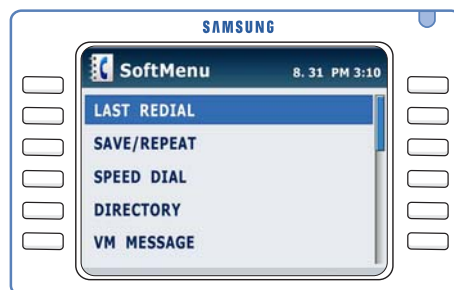 SAMSUNG
SoftMenu 8. 31 PM 3:10
LAST REDIAL
SAVE/REPEAT
SPEED DIAL
DIRECTORY
VM MESSAGE